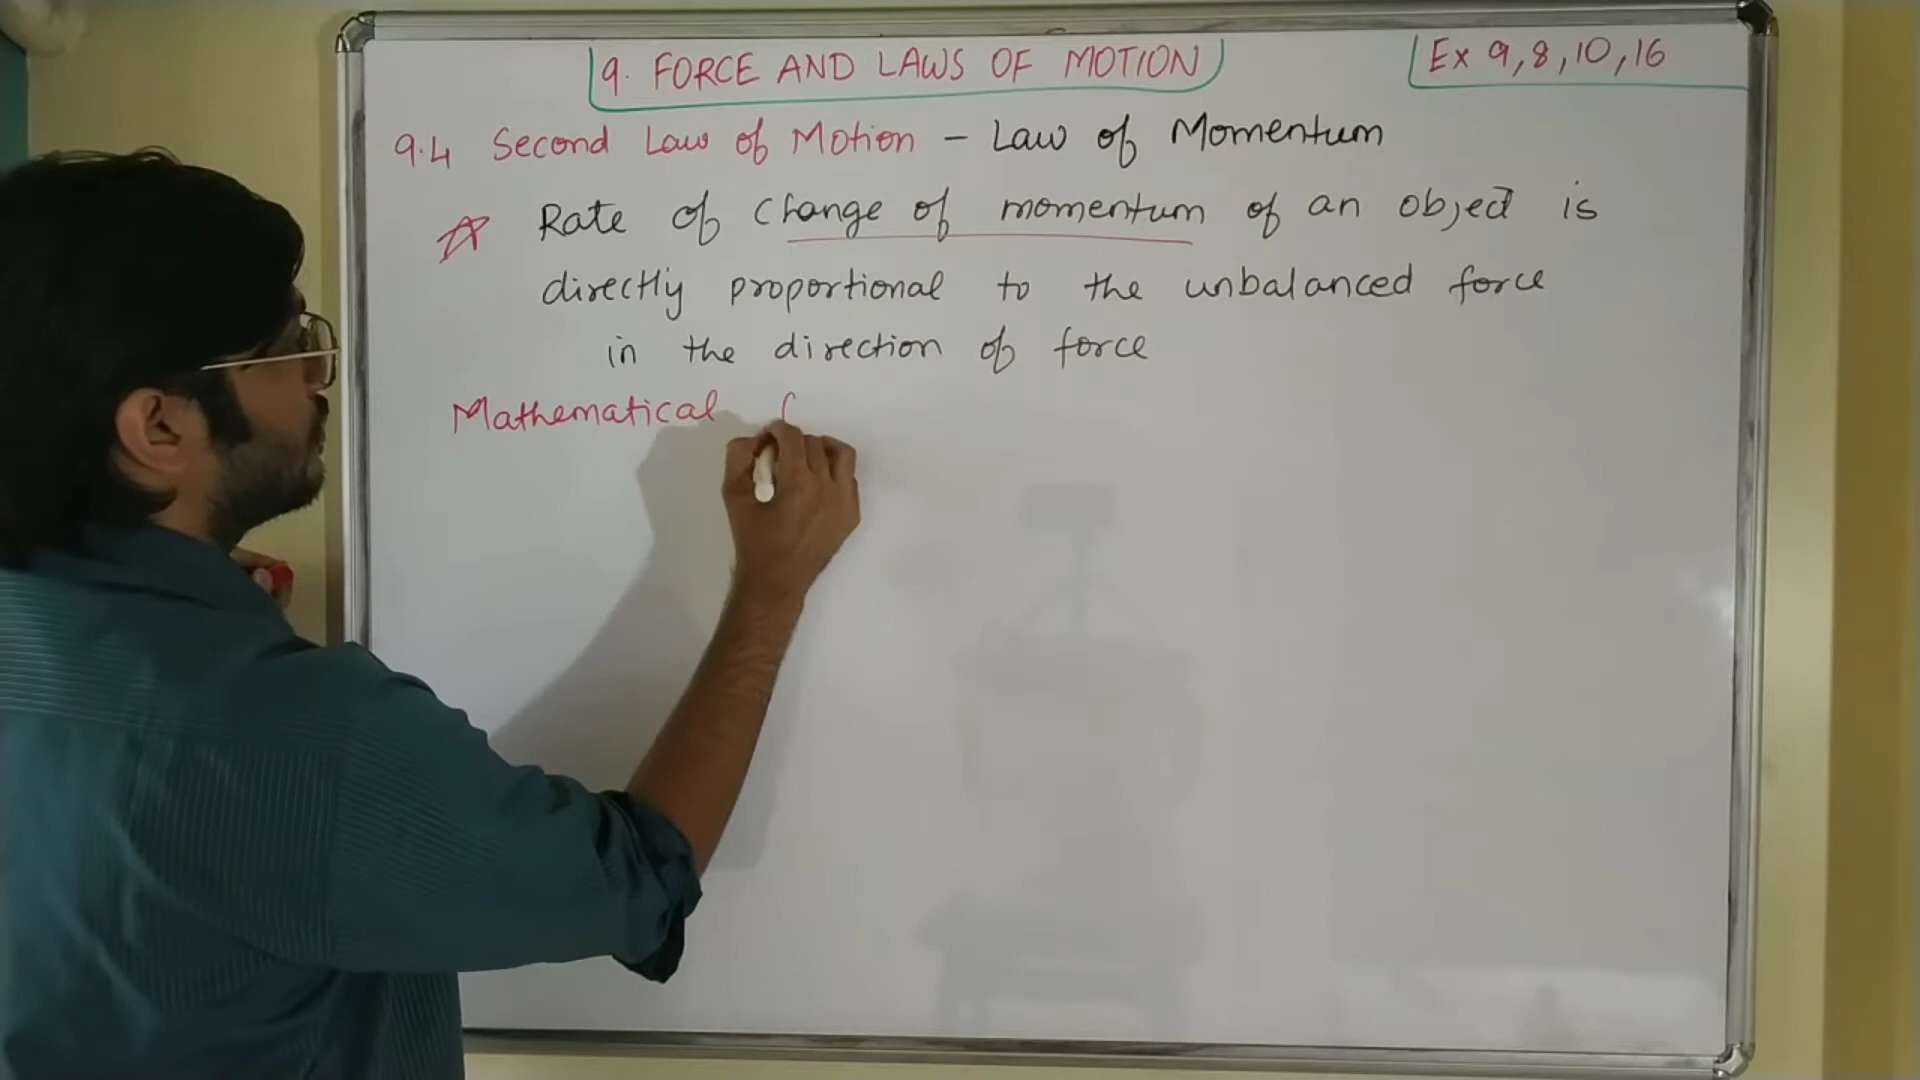 9. FORCE AND LAWS OF MOTION
Ex 9,8,10,16
9.4 Second Law of Motion – Law of Momentum
Rate of change of momentum of an object is
directly proportional to the unbalanced force
in the direction of force
Mathematical f